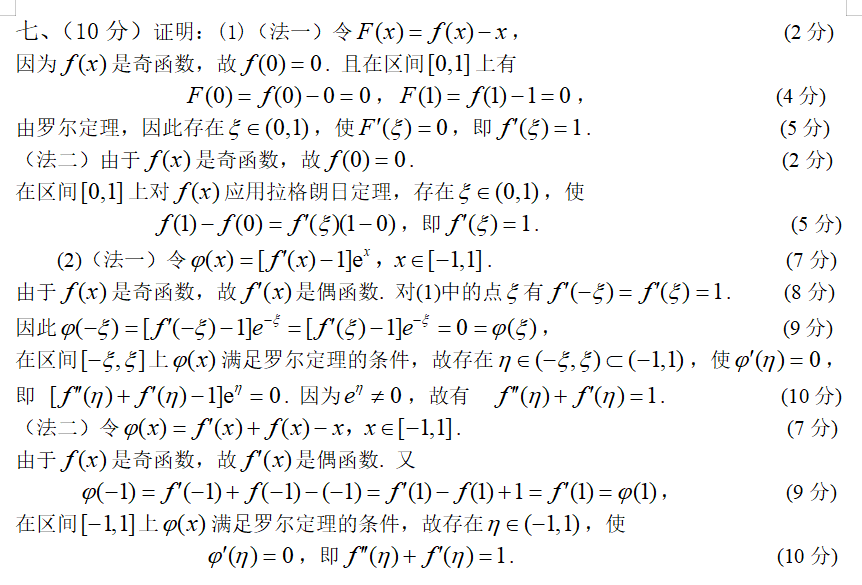 七、（10 分）证明：(1)（法一）令 F(x) = f(x) − x， (2 分)
因为 f(x) 是奇函数，故 f(0) = 0 . 且在区间[0,1] 上有
F(0) = f(0) − 0 = 0， F(1) = f(1) − 1 = 0， (4 分)
由罗尔定理，因此存在 ξ ∈ (0,1)，使 F′(ξ) = 0，即 f′(ξ) = 1 . (5 分)
（法二）由于 f(x) 是奇函数，故 f(0) = 0 . (2 分)
在区间[0,1] 上对 f(x) 应用拉格朗日定理，存在 ξ ∈ (0,1)，使
f(1) − f(0) = f′(ξ)(1 − 0)，即 f′(ξ) = 1 . (5 分)
(2)（法一）令 φ(x) = [f′(x) − 1]eˣ，x ∈ [−1,1] . (7 分)
由于 f(x) 是奇函数，故 f′(x) 是偶函数. 对(1)中的点 ξ 有 f′(−ξ) = f′(ξ) = 1 . (8 分)
因此 φ(−ξ) = [f′(−ξ) − 1]e^{−ξ} = [f′(ξ) − 1]e^{−ξ} = 0 = φ(ξ)， (9 分)
在区间[−ξ,ξ] 上 φ(x) 满足罗尔定理的条件，故存在 η ∈ (−ξ,ξ) ⊂ (−1,1)，使 φ′(η) = 0，
即 [f″(η) + f′(η) − 1]e^{η} = 0 . 因为 e^{η} ≠ 0，故有 f″(η) + f′(η) = 1 . (10 分)
（法二）令 φ(x) = f′(x) + f(x) − x，x ∈ [−1,1] . (7 分)
由于 f(x) 是奇函数，故 f′(x) 是偶函数. 又
φ(−1) = f′(−1) + f(−1) − (−1) = f′(1) − f(1) + 1 = f′(1) = φ(1)， (9 分)
在区间[−1,1] 上 φ(x) 满足罗尔定理的条件，故存在 η ∈ (−1,1)，使
φ′(η) = 0，即 f″(η) + f′(η) = 1 . (10 分)